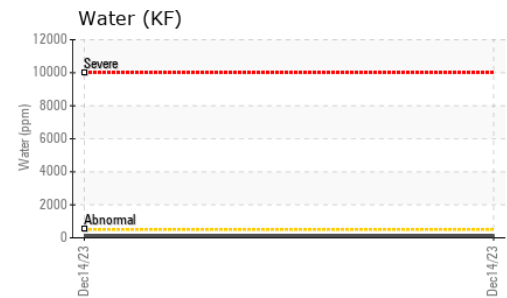 Water (KF)
12000
10000
8000
6000
4000
2000
0
Water (ppm)
Severe
Abnormal
Dec14/23
Dec14/23